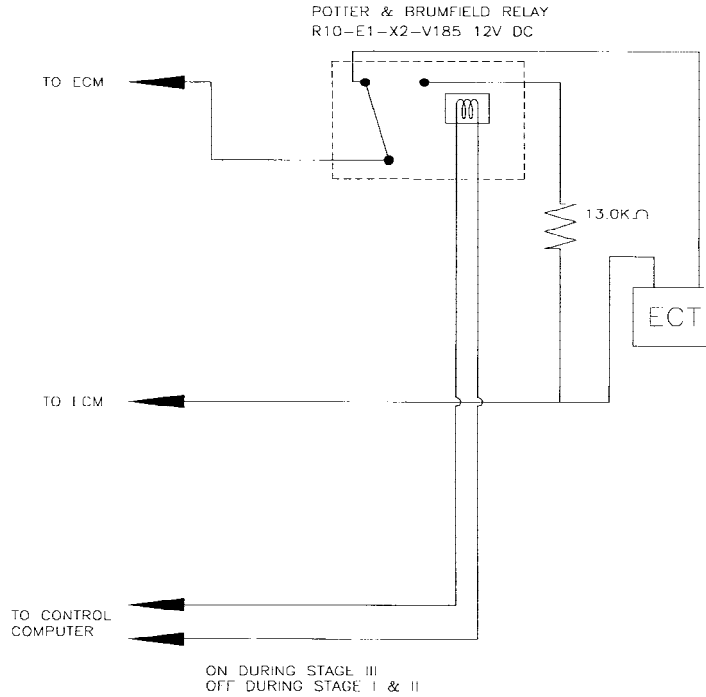 POTTER & BRUMFIELD RELAY
R10-E1-X2-V185 12V DC
TO ECM
13.0KΩ
ECT
TO ECM
TO CONTROL
COMPUTER
ON DURING STAGE III
OFF DURING STAGE I & II